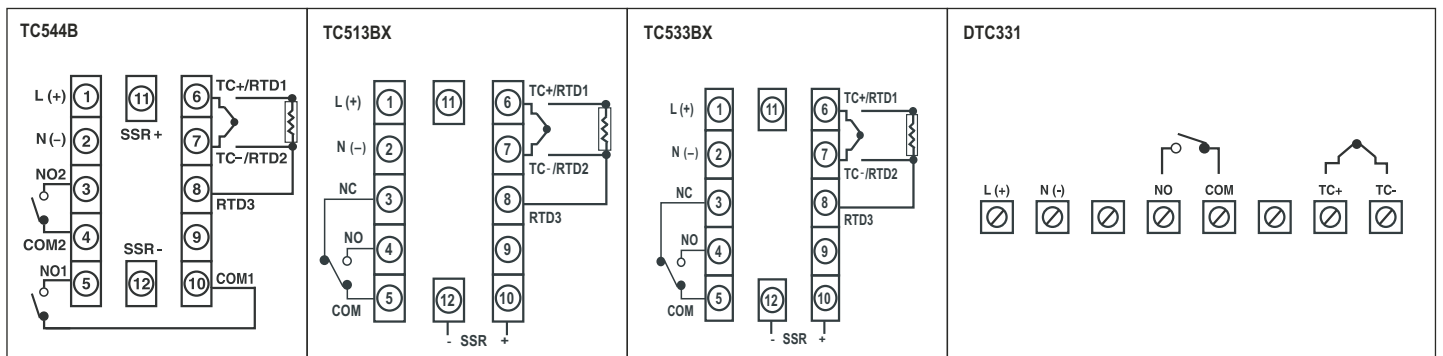 TC544B
L (+) 1 11 6 TC+/RTD1
SSR +
N (–) 2 7
TC–/RTD2
NO2 3 8
RTD3
COM2 4 9
SSR -
NO1 5 12 10 COM1
TC513BX
L (+) 1 11 6 TC+/RTD1
N (–) 2 7
TC-/RTD2
NC 3 8
RTD3
NO 4 9
5 12 10
COM
- SSR +
TC533BX
L (+) 1 11 6 TC+/RTD1
N (–) 2 7
TC-/RTD2
NC 3 8
RTD3
NO 4 9
5 12 10
COM
- SSR +
DTC331
L (+) N (-) NO COM TC+ TC-